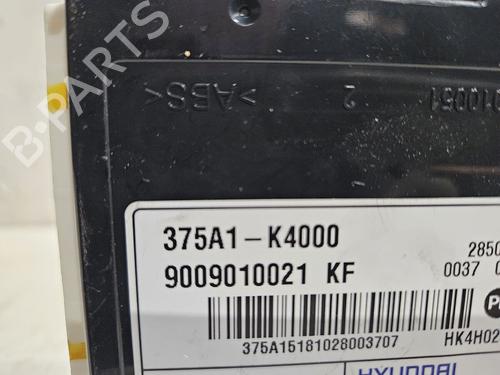 B-PARTS
>ABS<
2
375A1-K4000
9009010021 KF
2850
0037
375A15181028003707
HK4H02
HYUNDAI